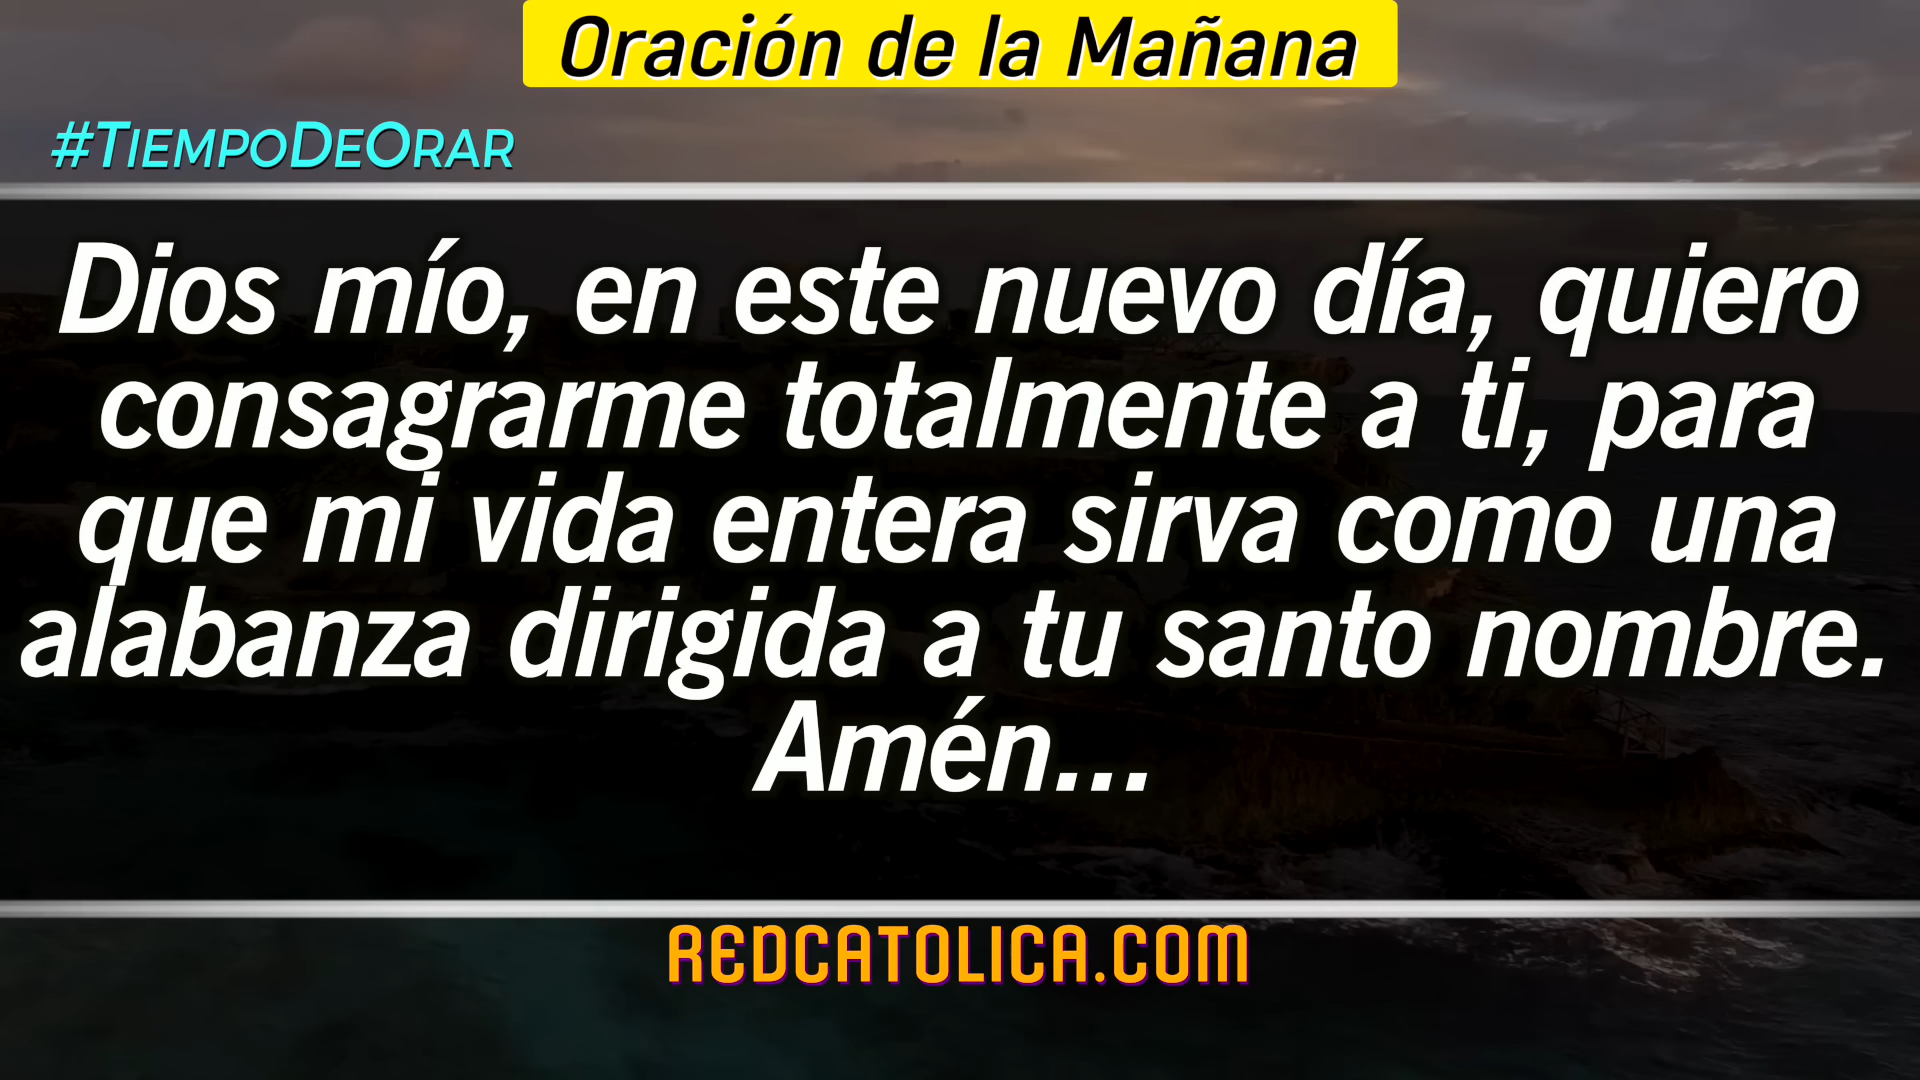 Oración de la Mañana
#TIEMPODEORAR
Dios mío, en este nuevo día, quiero
consagrarme totalmente a ti, para
que mi vida entera sirva como una
alabanza dirigida a tu santo nombre.
Amén...
REDCATOLICA.COM